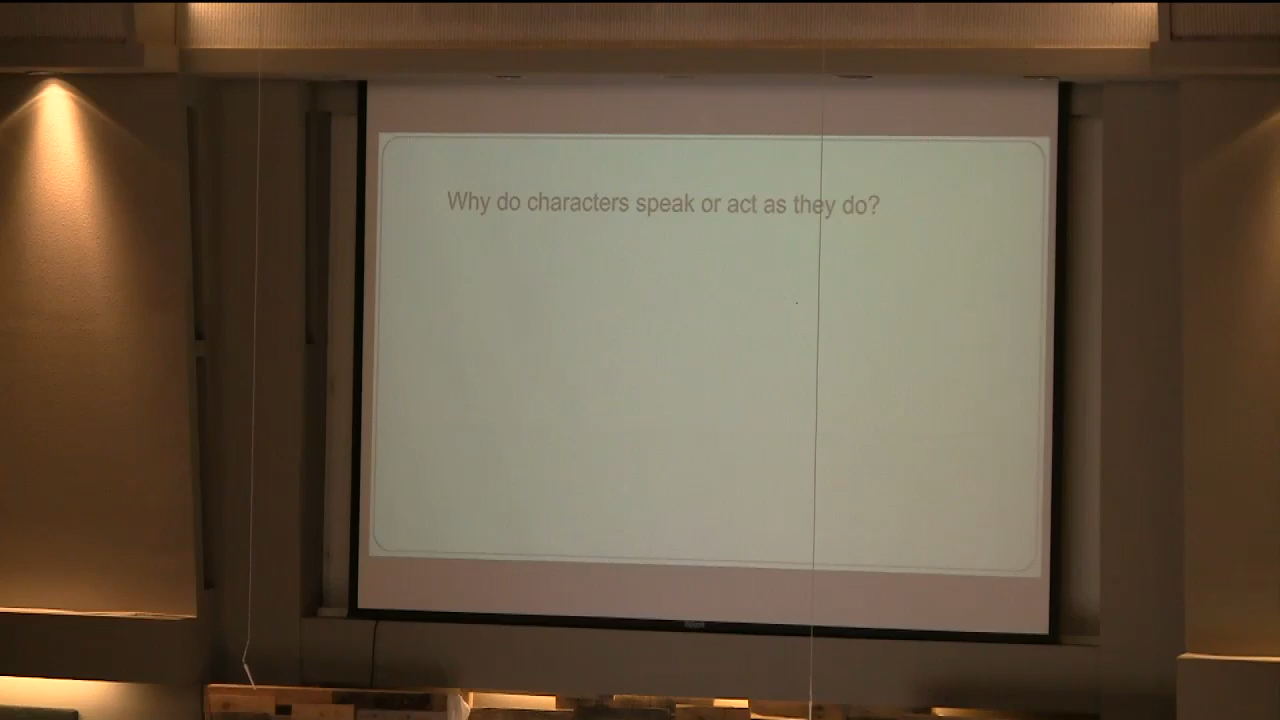 Why do characters speak or act as they do?